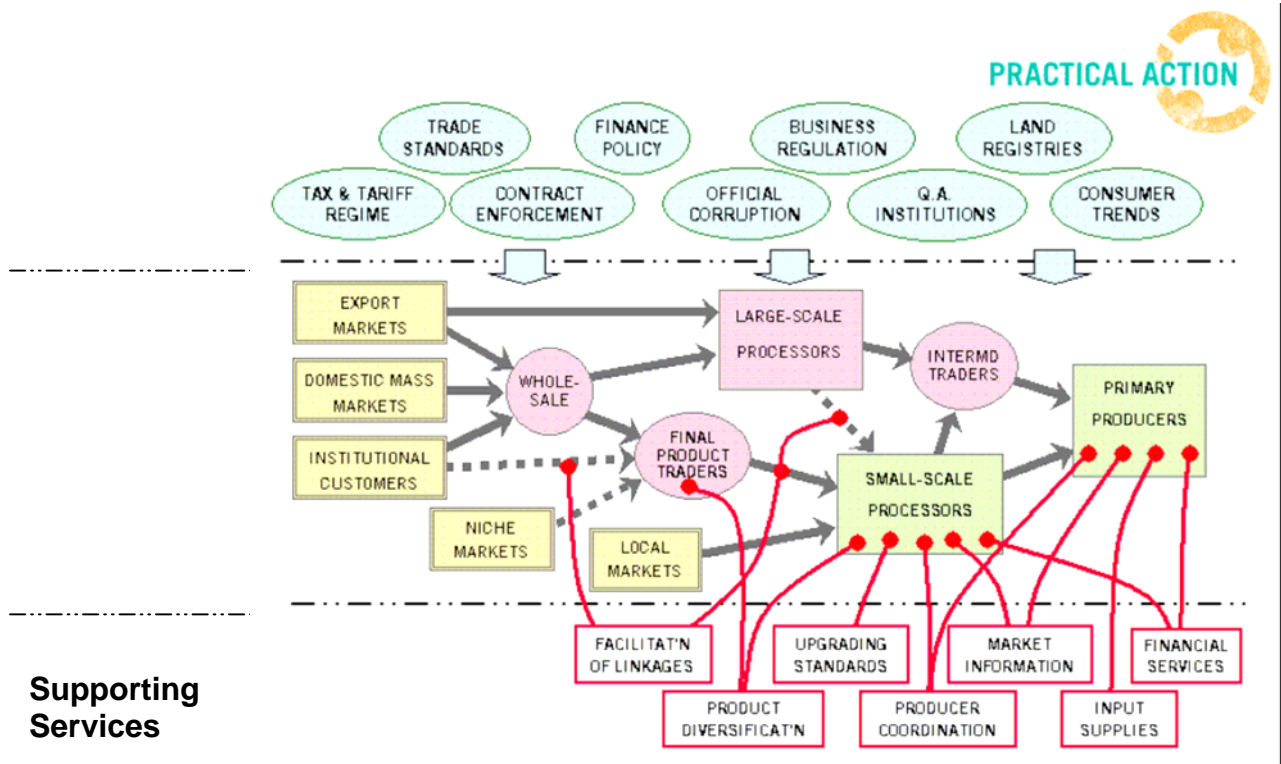 PRACTICAL ACTION
TRADE
STANDARDS
FINANCE
POLICY
BUSINESS
REGULATION
LAND
REGISTRIES
TAX & TARIFF
REGIME
CONTRACT
ENFORCEMENT
OFFICIAL
CORRUPTION
Q.A.
INSTITUTIONS
CONSUMER
TRENDS
EXPORT
MARKETS
LARGE-SCALE
PROCESSORS
INTERMD
TRADERS
DOMESTIC MASS
MARKETS
WHOLE-
SALE
PRIMARY
PRODUCERS
INSTITUTIONAL
CUSTOMERS
FINAL
PRODUCT
TRADERS
SMALL-SCALE
PROCESSORS
NICHE
MARKETS
LOCAL
MARKETS
FACILITAT'N
OF LINKAGES
UPGRADING
STANDARDS
MARKET
INFORMATION
FINANCIAL
SERVICES
Supporting
Services
PRODUCT
DIVERSIFICAT'N
PRODUCER
COORDINATION
INPUT
SUPPLIES